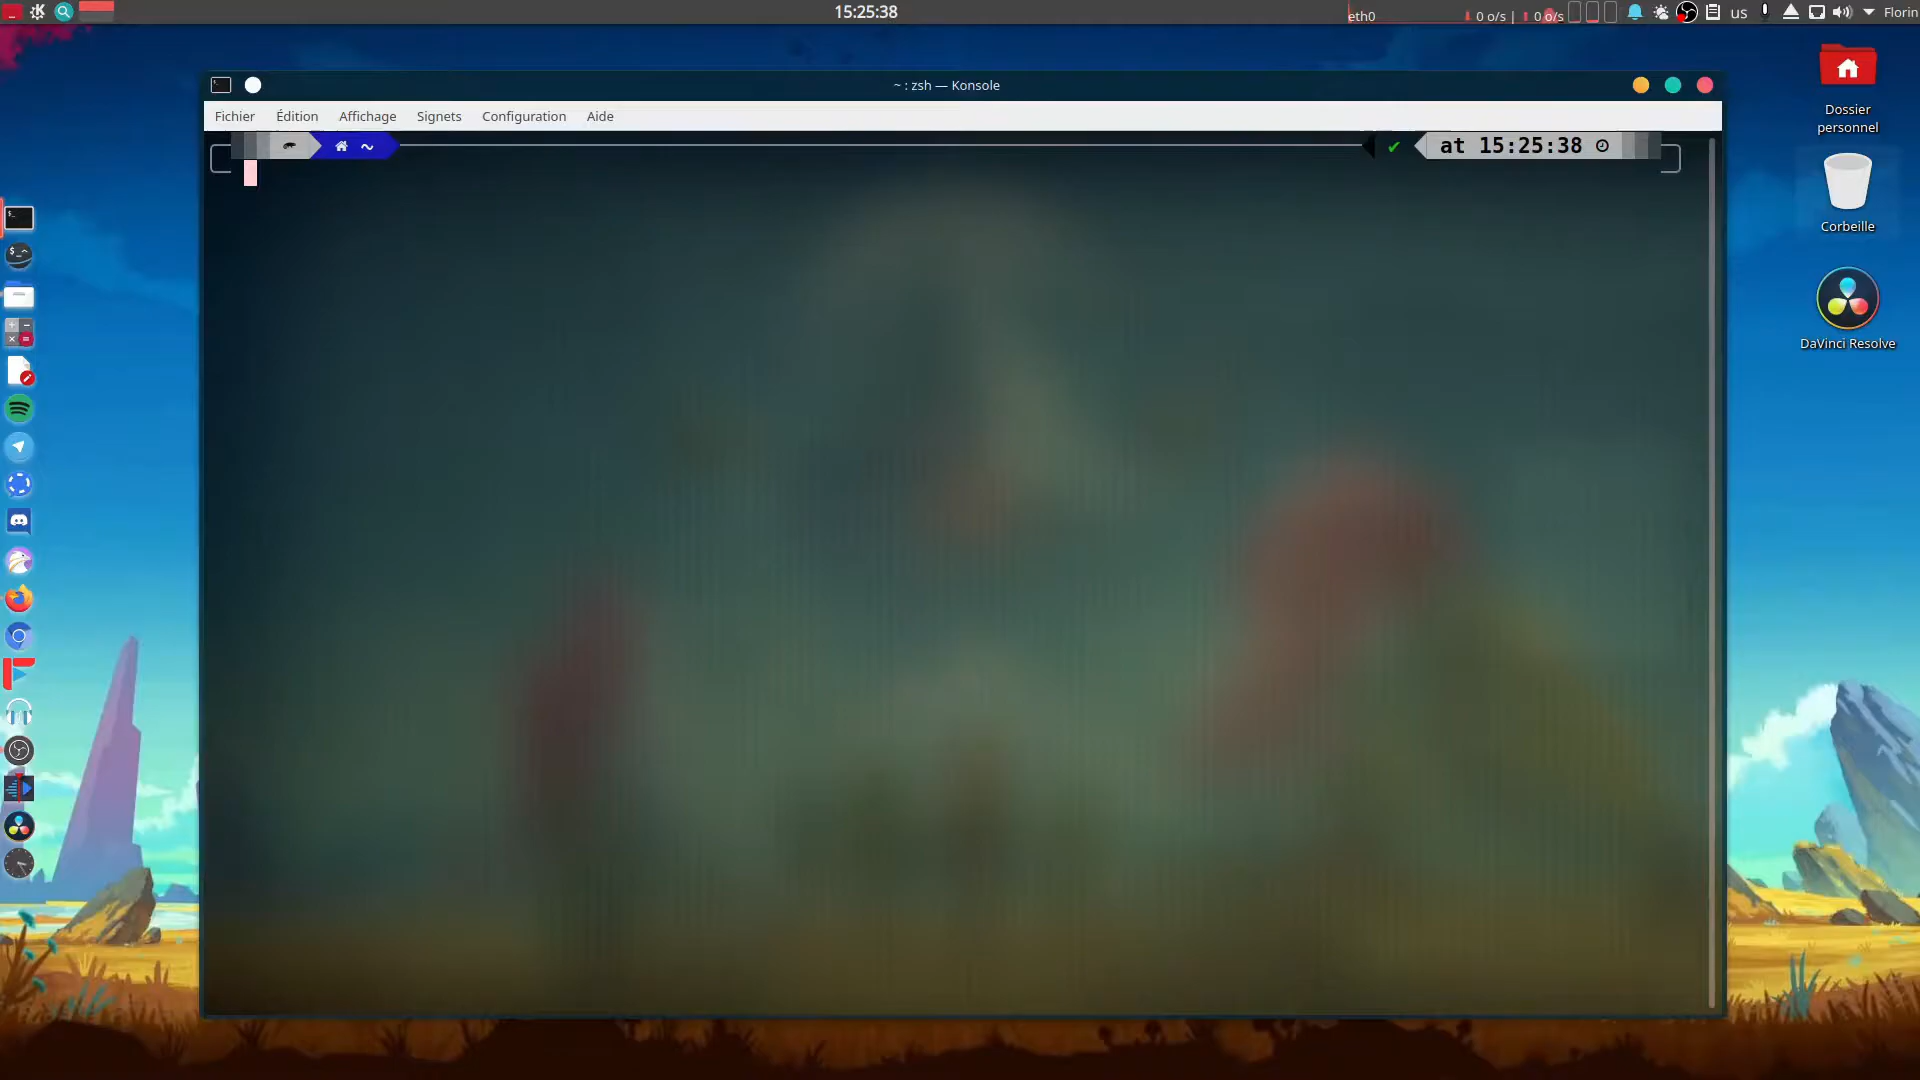 15:25:38
eth0 0 o/s | 0 o/s us Florin
~ : zsh — Konsole
Fichier Édition Affichage Signets Configuration Aide
~ ✔ at 15:25:38
Dossier
personnel
Corbeille
DaVinci Resolve